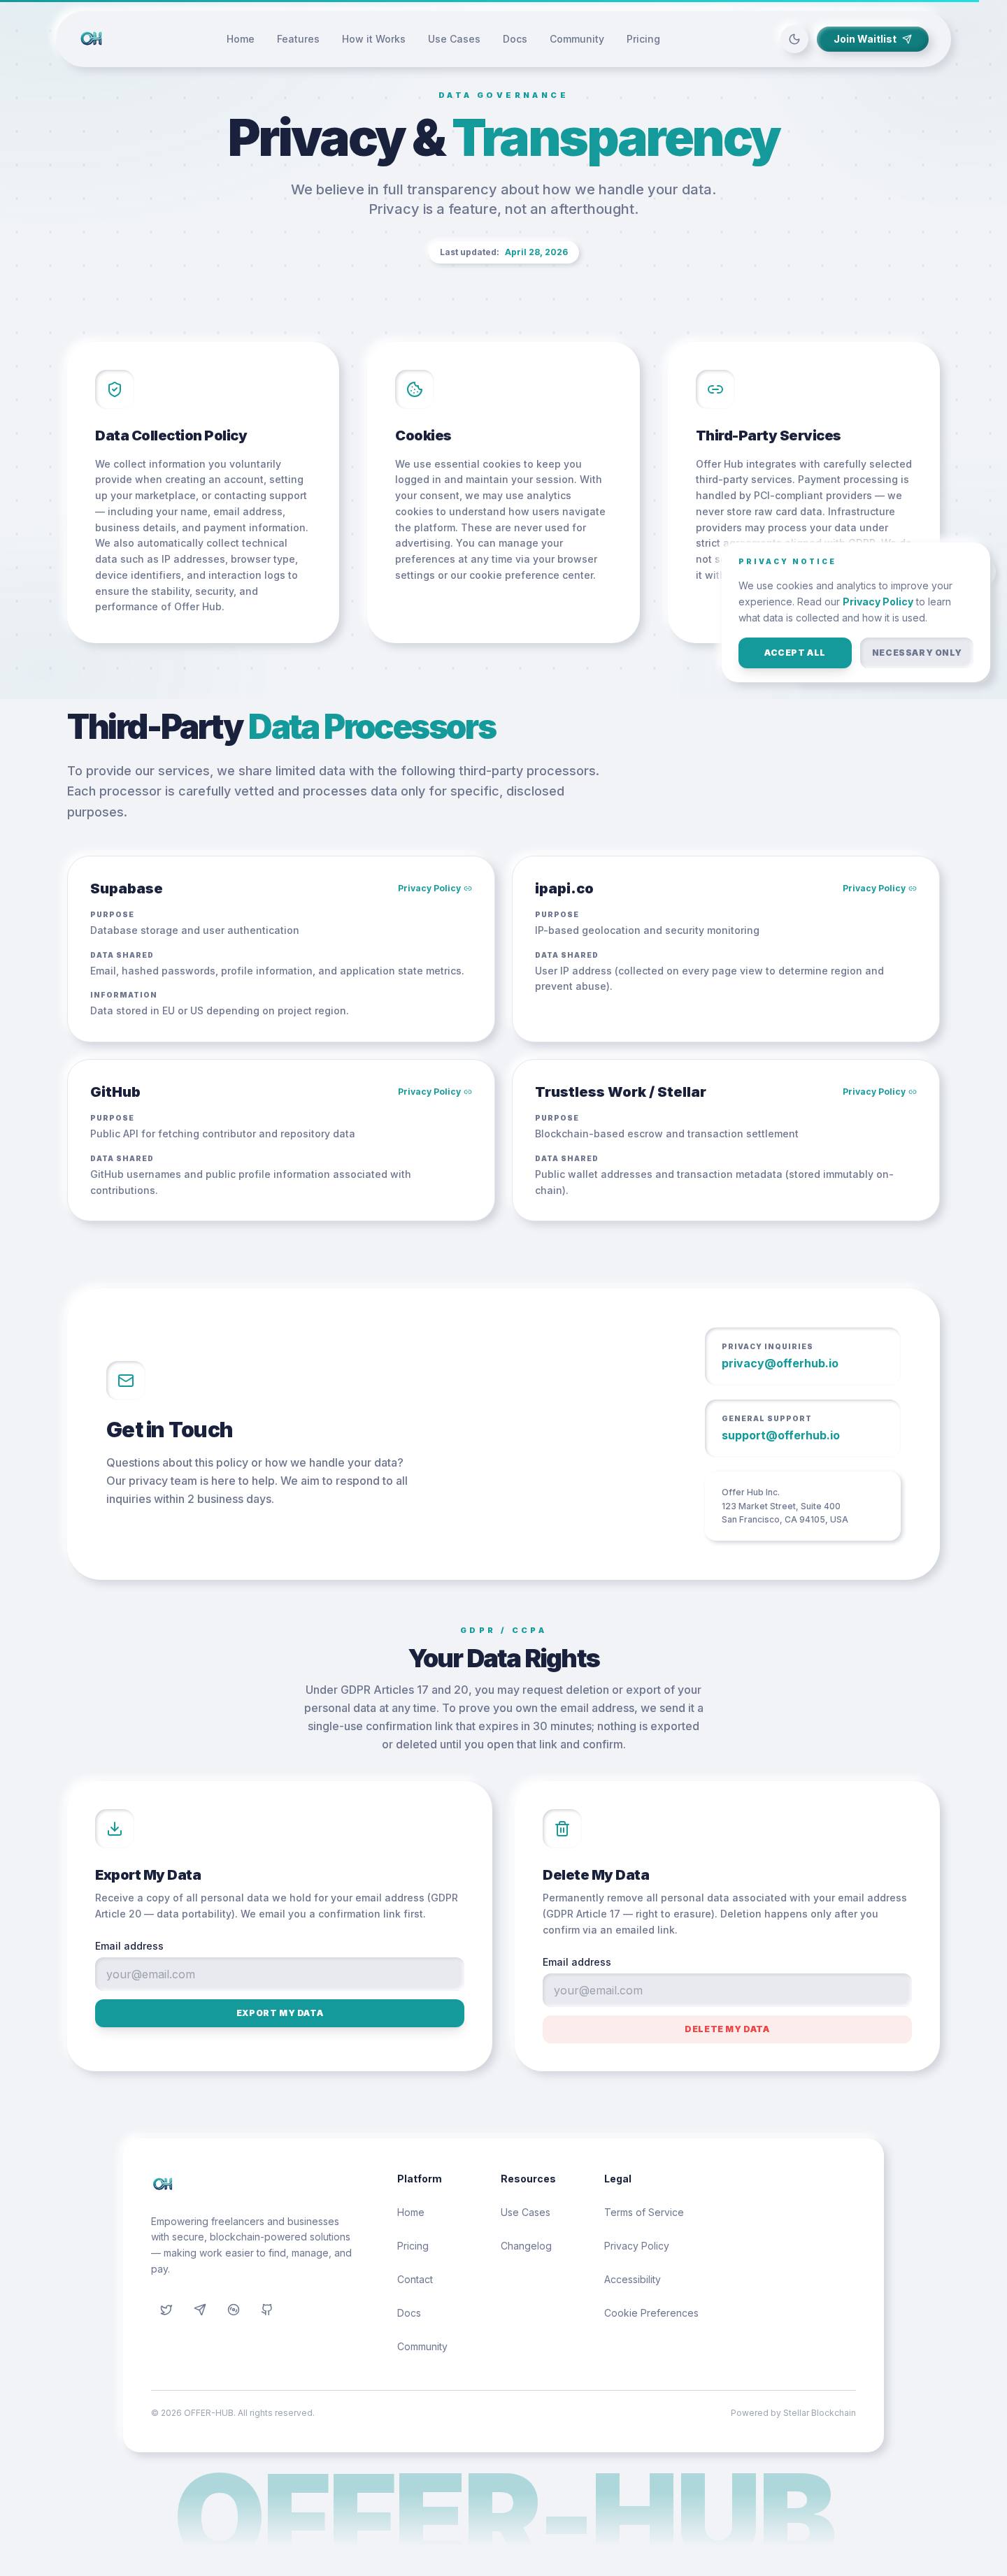 OH
Home
Features
How it Works
Use Cases
Docs
Community
Pricing
Join Waitlist
DATA GOVERNANCE
Privacy & Transparency
We believe in full transparency about how we handle your data.
Privacy is a feature, not an afterthought.
Last updated: April 28, 2026
Data Collection Policy
We collect information you voluntarily
provide when creating an account, setting
up your marketplace, or contacting support
— including your name, email address,
business details, and payment information.
We also automatically collect technical
data such as IP addresses, browser type,
device identifiers, and interaction logs to
ensure the stability, security, and
performance of Offer Hub.
Cookies
We use essential cookies to keep you
logged in and maintain your session. With
your consent, we may use analytics
cookies to understand how users navigate
the platform. These are never used for
advertising. You can manage your
preferences at any time via your browser
settings or our cookie preference center.
Third-Party Services
Offer Hub integrates with carefully selected
third-party services. Payment processing is
handled by PCI-compliant providers — we
never store raw card data. Infrastructure
providers may process your data under
strict
not
it
PRIVACY NOTICE
We use cookies and analytics to improve your
experience. Read our Privacy Policy to learn
what data is collected and how it is used.
ACCEPT ALL
NECESSARY ONLY
Third-Party Data Processors
To provide our services, we share limited data with the following third-party processors.
Each processor is carefully vetted and processes data only for specific, disclosed
purposes.
Supabase
Privacy Policy
PURPOSE
Database storage and user authentication
DATA SHARED
Email, hashed passwords, profile information, and application state metrics.
INFORMATION
Data stored in EU or US depending on project region.
ipapi.co
Privacy Policy
PURPOSE
IP-based geolocation and security monitoring
DATA SHARED
User IP address (collected on every page view to determine region and
prevent abuse).
GitHub
Privacy Policy
PURPOSE
Public API for fetching contributor and repository data
DATA SHARED
GitHub usernames and public profile information associated with
contributions.
Trustless Work / Stellar
Privacy Policy
PURPOSE
Blockchain-based escrow and transaction settlement
DATA SHARED
Public wallet addresses and transaction metadata (stored immutably on-
chain).
Get in Touch
Questions about this policy or how we handle your data?
Our privacy team is here to help. We aim to respond to all
inquiries within 2 business days.
PRIVACY INQUIRIES
privacy@offerhub.io
GENERAL SUPPORT
support@offerhub.io
Offer Hub Inc.
123 Market Street, Suite 400
San Francisco, CA 94105, USA
GDPR / CCPA
Your Data Rights
Under GDPR Articles 17 and 20, you may request deletion or export of your
personal data at any time. To prove you own the email address, we send it a
single-use confirmation link that expires in 30 minutes; nothing is exported
or deleted until you open that link and confirm.
Export My Data
Receive a copy of all personal data we hold for your email address (GDPR
Article 20 — data portability). We email you a confirmation link first.
Email address
your@email.com
EXPORT MY DATA
Delete My Data
Permanently remove all personal data associated with your email address
(GDPR Article 17 — right to erasure). Deletion happens only after you
confirm via an emailed link.
Email address
your@email.com
DELETE MY DATA
OH
Empowering freelancers and businesses
with secure, blockchain-powered solutions
— making work easier to find, manage, and
pay.
Platform
Home
Pricing
Contact
Docs
Community
Resources
Use Cases
Changelog
Legal
Terms of Service
Privacy Policy
Accessibility
Cookie Preferences
© 2026 OFFER-HUB. All rights reserved.
Powered by Stellar Blockchain
OFFER-HUB